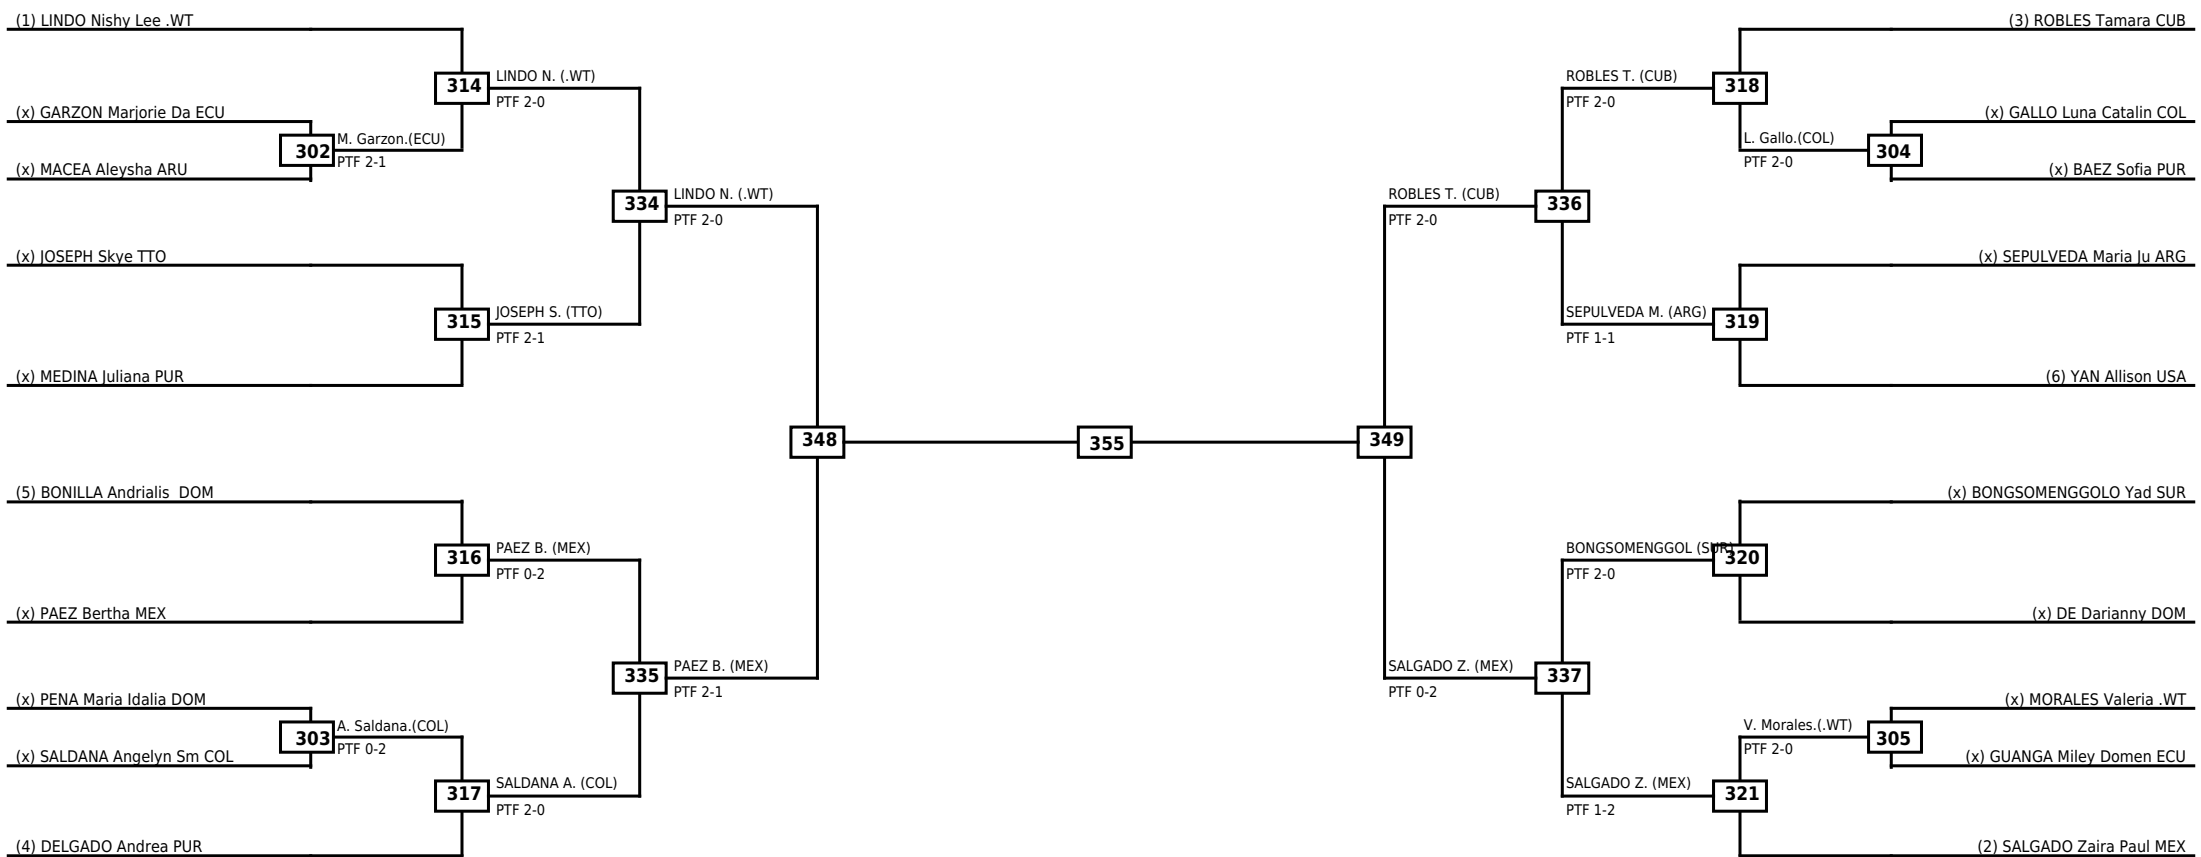 (1) LINDO Nishy Lee .WT
(3) ROBLES Tamara CUB
314
LINDO N. (.WT)
PTF 2-0
ROBLES T. (CUB)
PTF 2-0
318
(x) GARZON Marjorie Da ECU
(x) GALLO Luna Catalin COL
302
M. Garzon.(ECU)
PTF 2-1
L. Gallo.(COL)
PTF 2-0
304
(x) MACEA Aleysha ARU
(x) BAEZ Sofia PUR
334
LINDO N. (.WT)
PTF 2-0
ROBLES T. (CUB)
PTF 2-0
336
(x) JOSEPH Skye TTO
(x) SEPULVEDA Maria Ju ARG
315
JOSEPH S. (TTO)
PTF 2-1
SEPULVEDA M. (ARG)
PTF 1-1
319
(x) MEDINA Juliana PUR
(6) YAN Allison USA
348
355
349
(5) BONILLA Andrialis  DOM
(x) BONGSOMENGGOLO Yad SUR
316
PAEZ B. (MEX)
PTF 0-2
BONGSOMENGGOL (SUR)
PTF 2-0
320
(x) PAEZ Bertha MEX
(x) DE Darianny DOM
335
PAEZ B. (MEX)
PTF 2-1
SALGADO Z. (MEX)
PTF 0-2
337
(x) PENA Maria Idalia DOM
(x) MORALES Valeria .WT
303
A. Saldana.(COL)
PTF 0-2
V. Morales.(.WT)
PTF 2-0
305
(x) SALDANA Angelyn Sm COL
(x) GUANGA Miley Domen ECU
317
SALDANA A. (COL)
PTF 2-0
SALGADO Z. (MEX)
PTF 1-2
321
(4) DELGADO Andrea PUR
(2) SALGADO Zaira Paul MEX